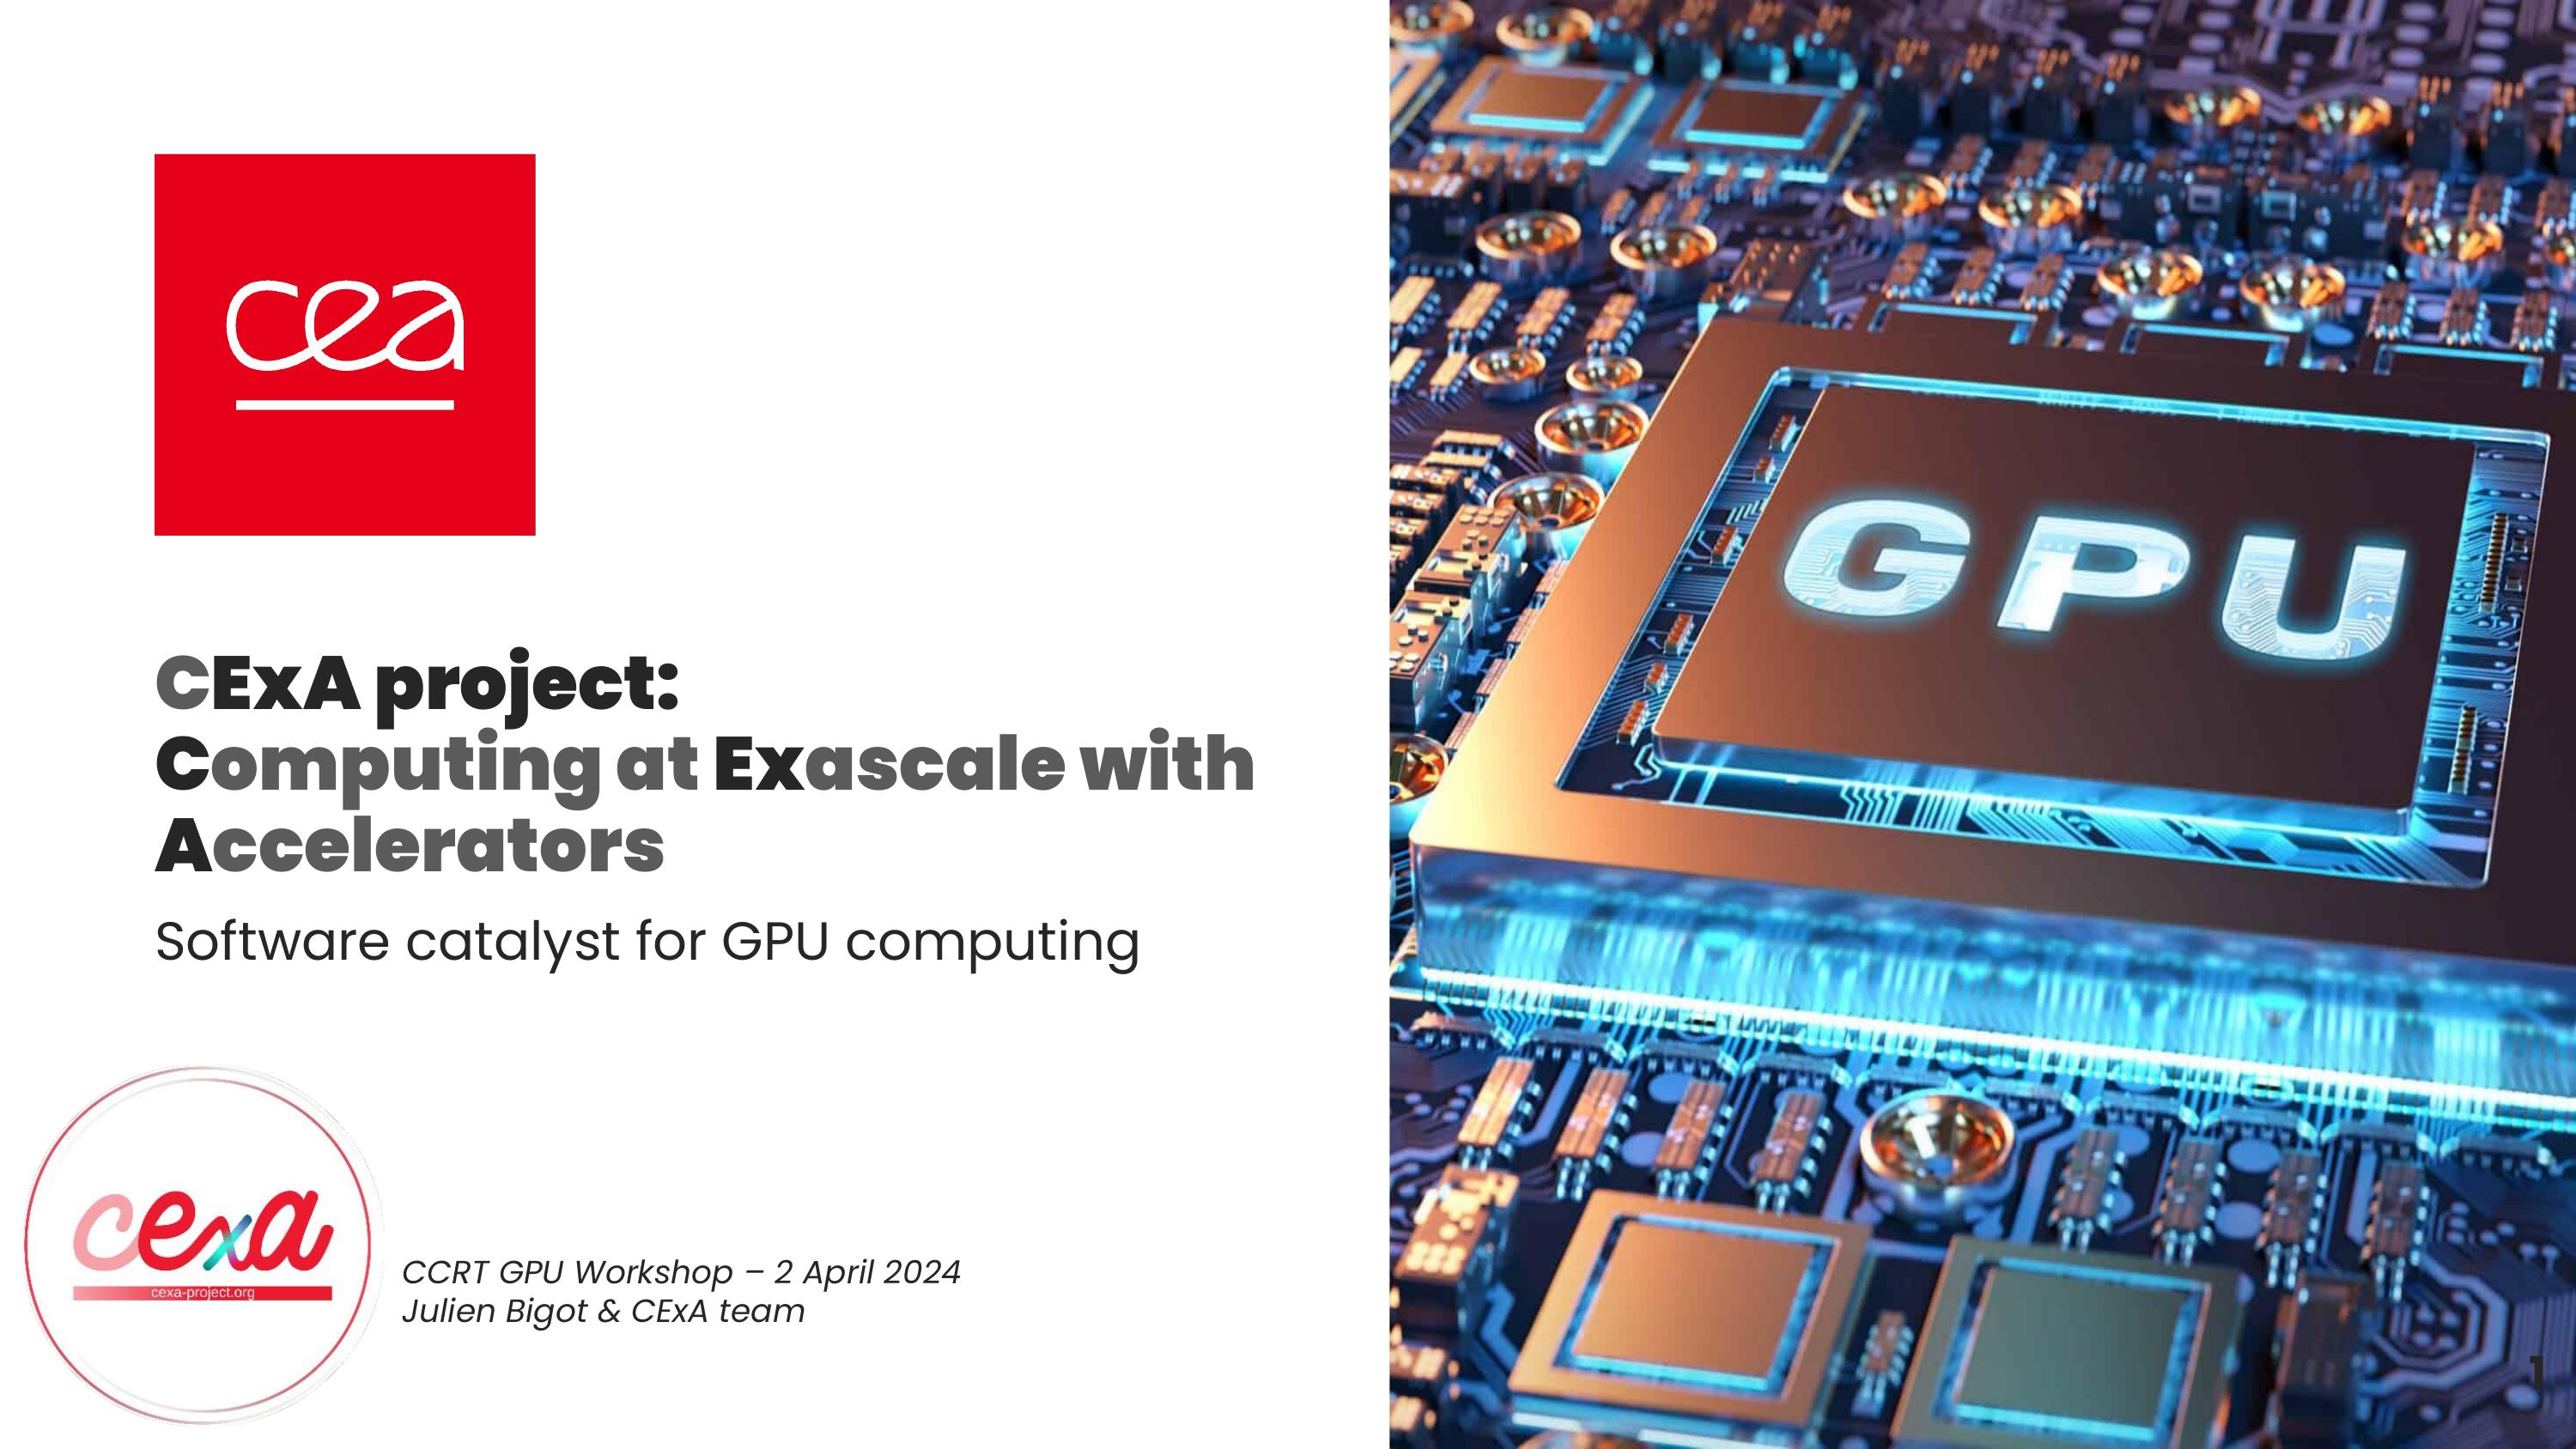 cea
CExA project:
Computing at Exascale with
Accelerators
Software catalyst for GPU computing
cexa
cexa-project.org
CCRT GPU Workshop – 2 April 2024
Julien Bigot & CExA team
GPU
1